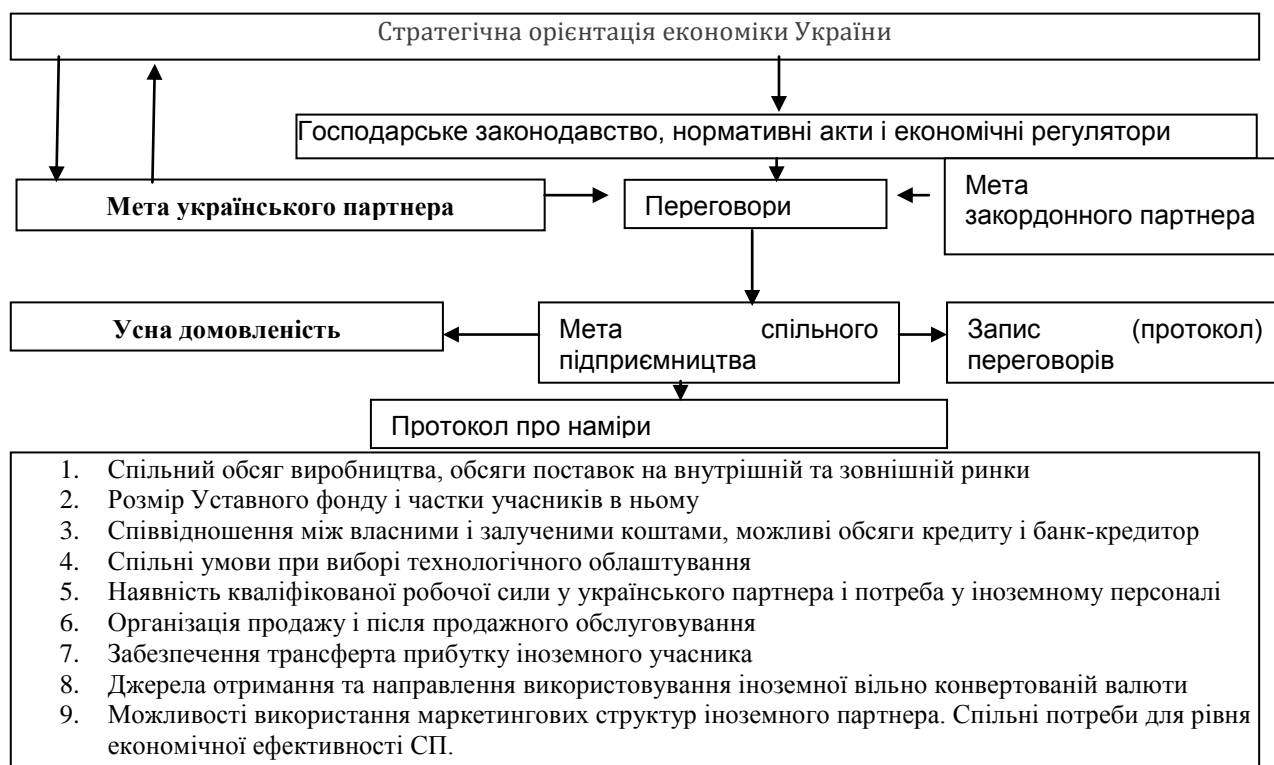 Стратегічна орієнтація економіки України
Господарське законодавство, нормативні акти і економічні регулятори
Мета українського партнера
Переговори
Мета
закордонного партнера
Усна домовленість
Мета спільного
підприємництва
Запис (протокол)
переговорів
Протокол про наміри
1. Спільний обсяг виробництва, обсяги поставок на внутрішній та зовнішній ринки
2. Розмір Уставного фонду і частки учасників в ньому
3. Співвідношення між власними і залученими коштами, можливі обсяги кредиту і банк-кредитор
4. Спільні умови при виборі технологічного облаштування
5. Наявність кваліфікованої робочої сили у українського партнера і потреба у іноземному персоналі
6. Організація продажу і після продажного обслуговування
7. Забезпечення трансферта прибутку іноземного учасника
8. Джерела отримання та направлення використовування іноземної вільно конвертованій валюти
9. Можливості використання маркетингових структур іноземного партнера. Спільні потреби для рівня
економічної ефективності СП.